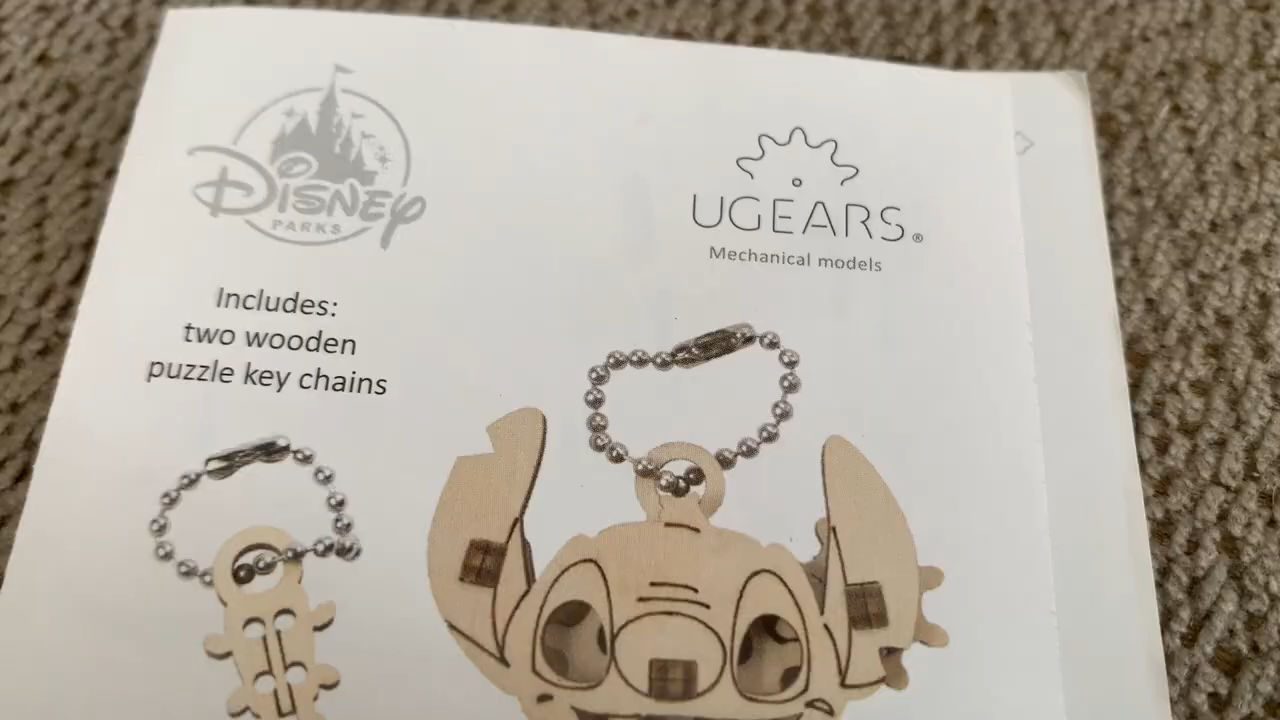 Disney
PARKS
UGEARS®
Mechanical models
Includes:
two wooden
puzzle key chains